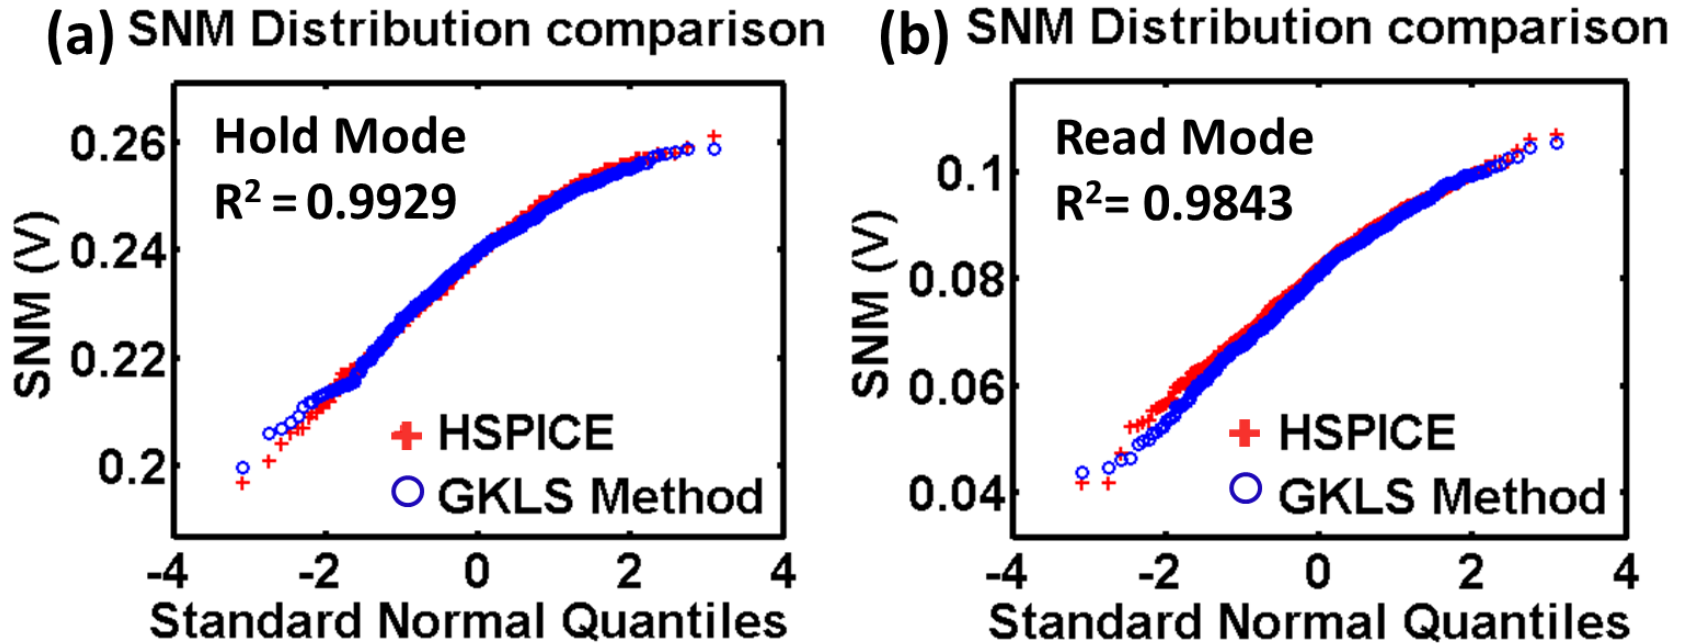 (a) SNM Distribution comparison
Hold Mode
R² = 0.9929
SNM (V)
0.26
0.24
0.22
0.2
HSPICE
GKLS Method
-4 -2 0 2 4
Standard Normal Quantiles
(b) SNM Distribution comparison
Read Mode
R²= 0.9843
SNM (V)
0.1
0.08
0.06
0.04
HSPICE
GKLS Method
-4 -2 0 2 4
Standard Normal Quantiles